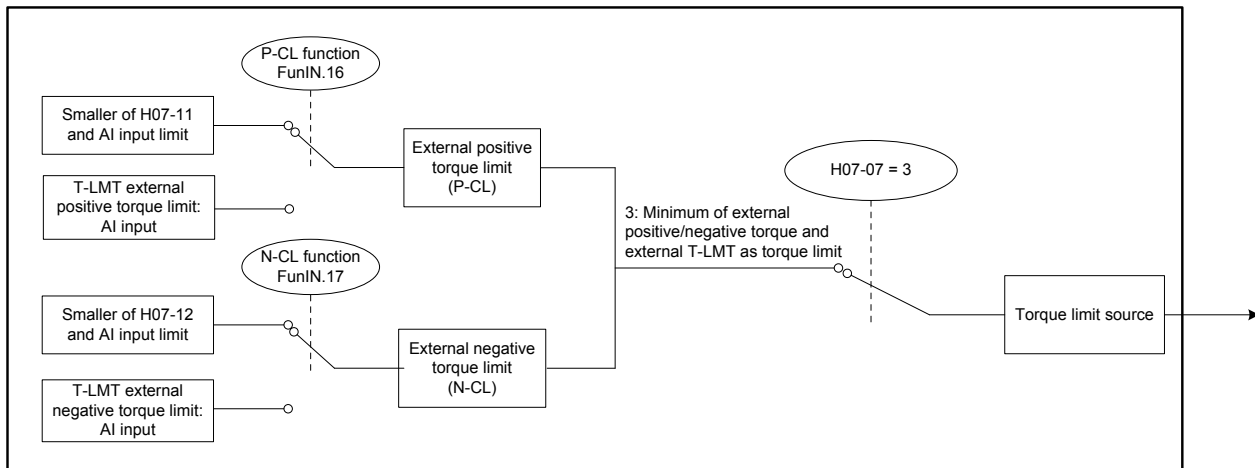 P-CL function
FunIN.16
Smaller of H07-11
and AI input limit
External positive
torque limit
(P-CL)
T-LMT external
positive torque limit:
AI input
H07-07 = 3
3: Minimum of external
positive/negative torque and
external T-LMT as torque limit
N-CL function
FunIN.17
Smaller of H07-12
and AI input limit
External negative
torque limit
(N-CL)
T-LMT external
negative torque limit:
AI input
Torque limit source